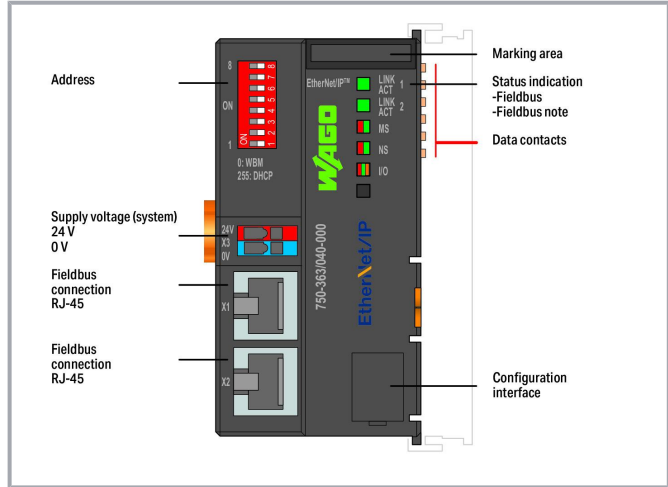 Marking area
Address
8
8
7
6
5
4
3
2
1
ON
ON
1
0: WBM
255: DHCP
EtherNet/IP™
LINK
ACT 1
LINK
ACT 2
MS
NS
I/O
Status indication
-Fieldbus
-Fieldbus note
Data contacts
WAGO
Supply voltage (system)
24 V
0 V
24V
X3
0V
750-363/040-000
EtherNet/IP
Fieldbus
connection
RJ-45
X1
Fieldbus
connection
RJ-45
X2
Configuration
interface